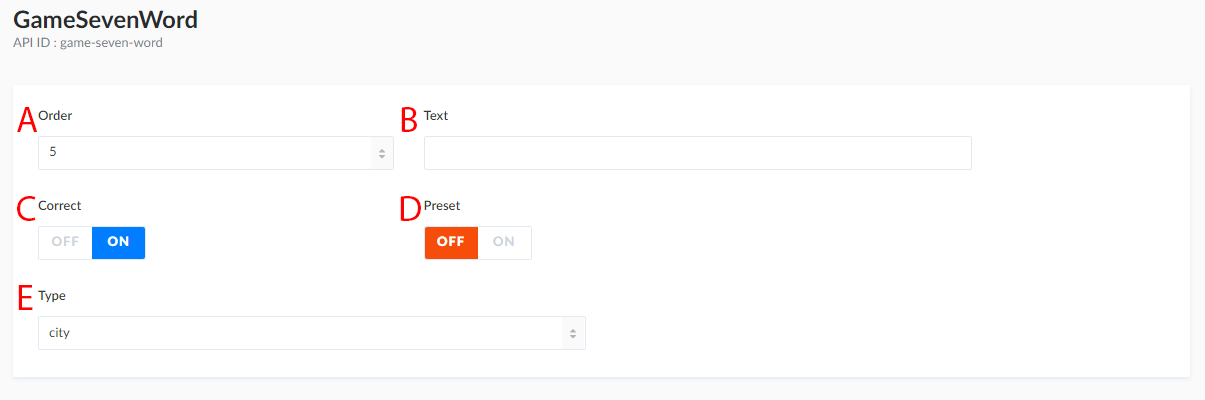 GameSevenWord
API ID : game-seven-word
A Order
B Text
5
C Correct
D Preset
OFF ON
OFF ON
E Type
city